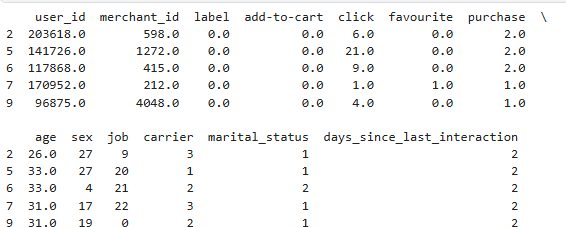 user_id merchant_id label add-to-cart click favourite purchase \
2 203618.0 598.0 0.0 0.0 6.0 0.0 2.0
5 141726.0 1272.0 0.0 0.0 21.0 0.0 2.0
6 117868.0 415.0 0.0 0.0 9.0 0.0 2.0
7 170952.0 212.0 0.0 0.0 1.0 1.0 1.0
9 96875.0 4048.0 0.0 0.0 4.0 0.0 1.0
age sex job carrier marital_status days_since_last_interaction
2 26.0 27 9 3 1 2
5 33.0 27 20 1 1 2
6 33.0 4 21 2 2 2
7 31.0 17 22 3 1 2
9 31.0 19 0 2 1 2